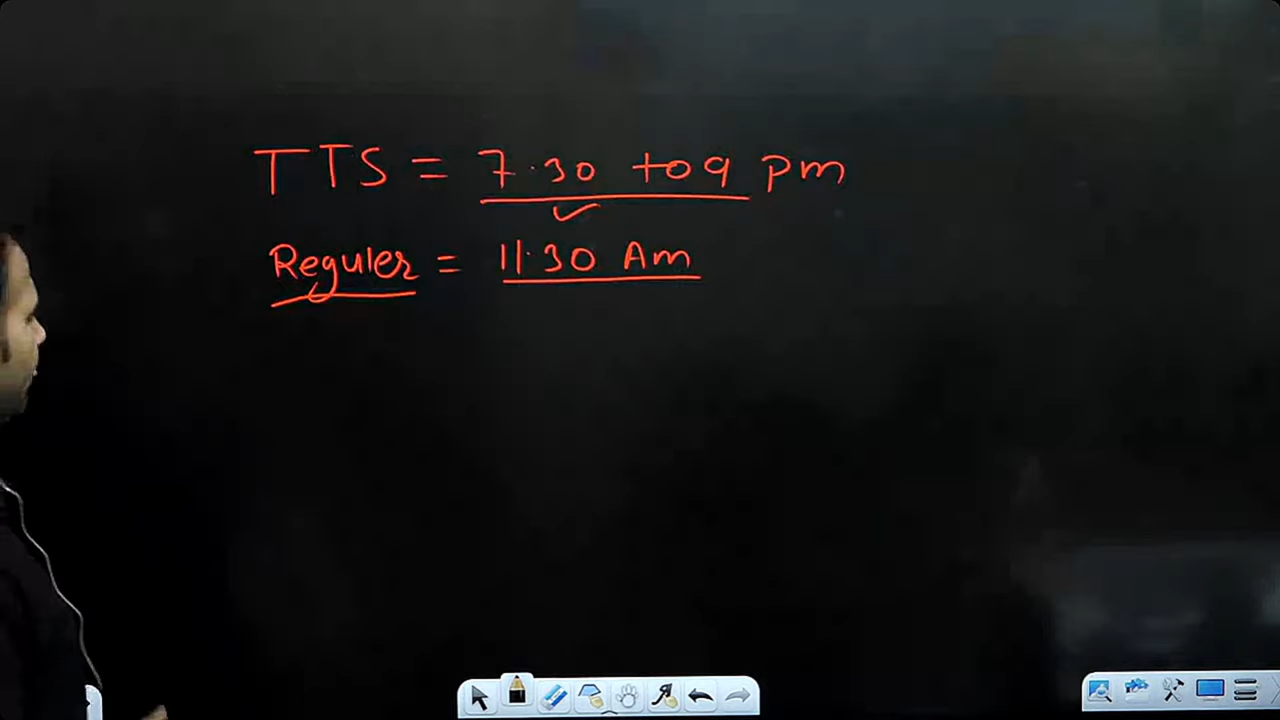 TTS = 7.30 to 9 pm
Reguler = 11.30 Am